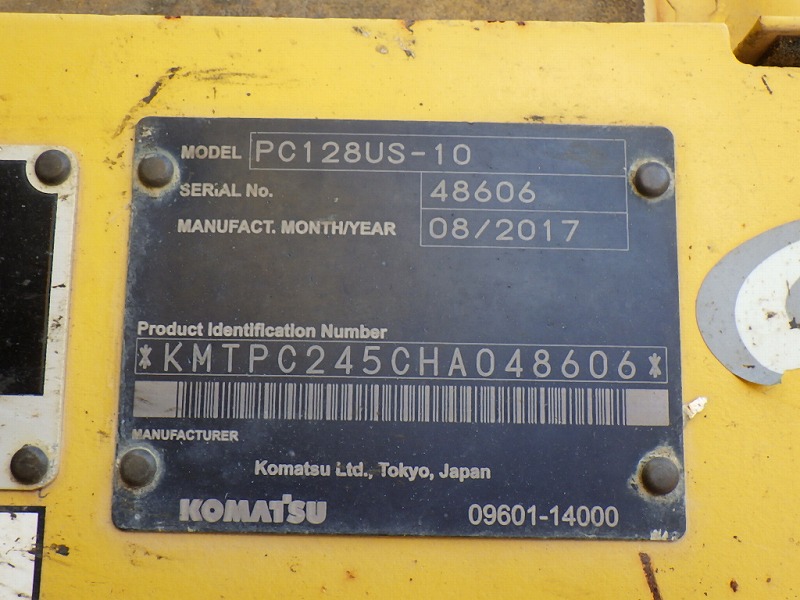 MODEL PC128US-10
SERIAL No. 48606
MANUFACT. MONTH/YEAR 08/2017
Product Identification Number
*KMTPC245CHA048606*
MANUFACTURER
Komatsu Ltd., Tokyo, Japan
KOMATSU 09601-14000